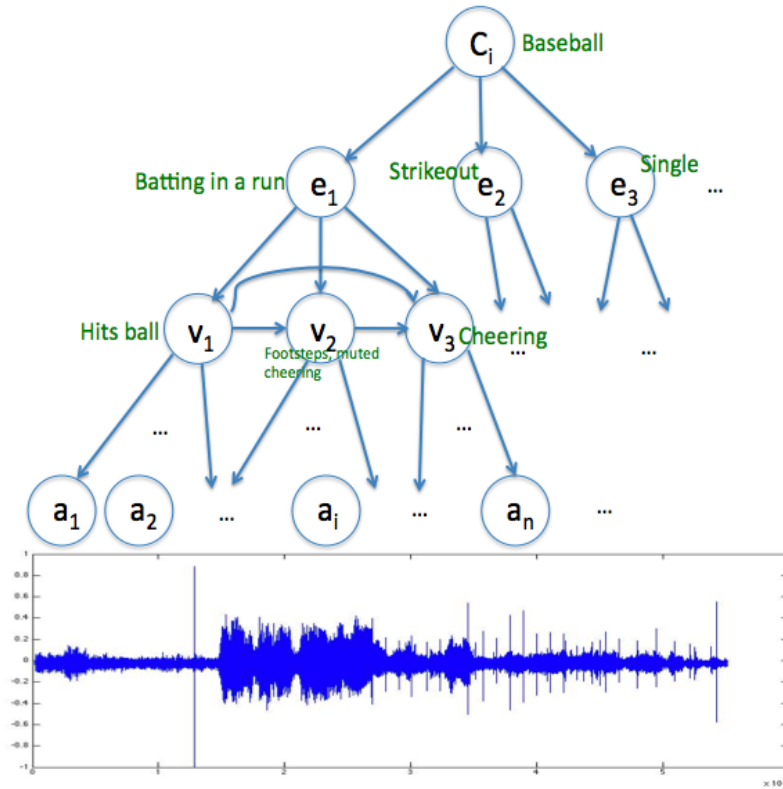 Cᵢ Baseball
Batting in a run e₁ Strikeout e₂ e₃ Single ...
Hits ball v₁ v₂ v₃ Cheering ... ...
Footsteps, muted
cheering
... ... ...
a₁ a₂ ... aᵢ ... aₙ ...
1
0.8
0.6
0.4
0.2
0
-0.2
-0.4
-0.6
-0.8
-1
0 1 2 3 4 5